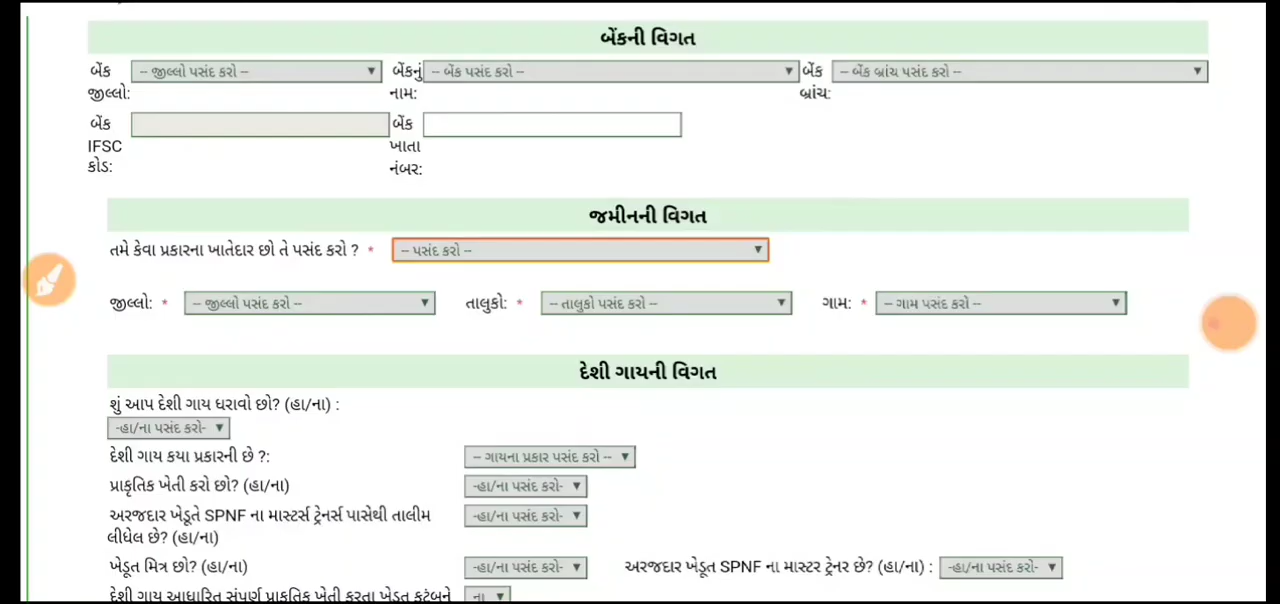 બેંકની વિગત
બેંક જીલ્લો: -- જીલ્લો પસંદ કરો -- બેંકનું નામ: -- બેંક પસંદ કરો -- બેંક બ્રાંચ: -- બેંક બ્રાંચ પસંદ કરો --
બેંક IFSC કોડ: બેંક ખાતા નંબર:
જમીનની વિગત
તમે કેવા પ્રકારના ખાતેદાર છો તે પસંદ કરો ? * -- પસંદ કરો --
જીલ્લો: * -- જીલ્લો પસંદ કરો -- તાલુકો: * -- તાલુકો પસંદ કરો -- ગામ: * -- ગામ પસંદ કરો --
દેશી ગાયની વિગત
શું આપ દેશી ગાય ધરાવો છો? (હા/ના) :
-હા/ના પસંદ કરો-
દેશી ગાય કયા પ્રકારની છે ?: -- ગાયના પ્રકાર પસંદ કરો --
પ્રાકૃતિક ખેતી કરો છો? (હા/ના) -હા/ના પસંદ કરો-
અરજદાર ખેડૂતે SPNF ના માસ્ટર્સ ટ્રેનર્સ પાસેથી તાલીમ -હા/ના પસંદ કરો-
લીધેલ છે? (હા/ના)
ખેડૂત મિત્ર છો? (હા/ના) -હા/ના પસંદ કરો- અરજદાર ખેડૂત SPNF ના માસ્ટર ટ્રેનર છે? (હા/ના) : -હા/ના પસંદ કરો-
દેશી ગાય આધારિત સંપૂર્ણ પ્રાકૃતિક ખેતી કરતા ખેડૂત કુટુંબને ના